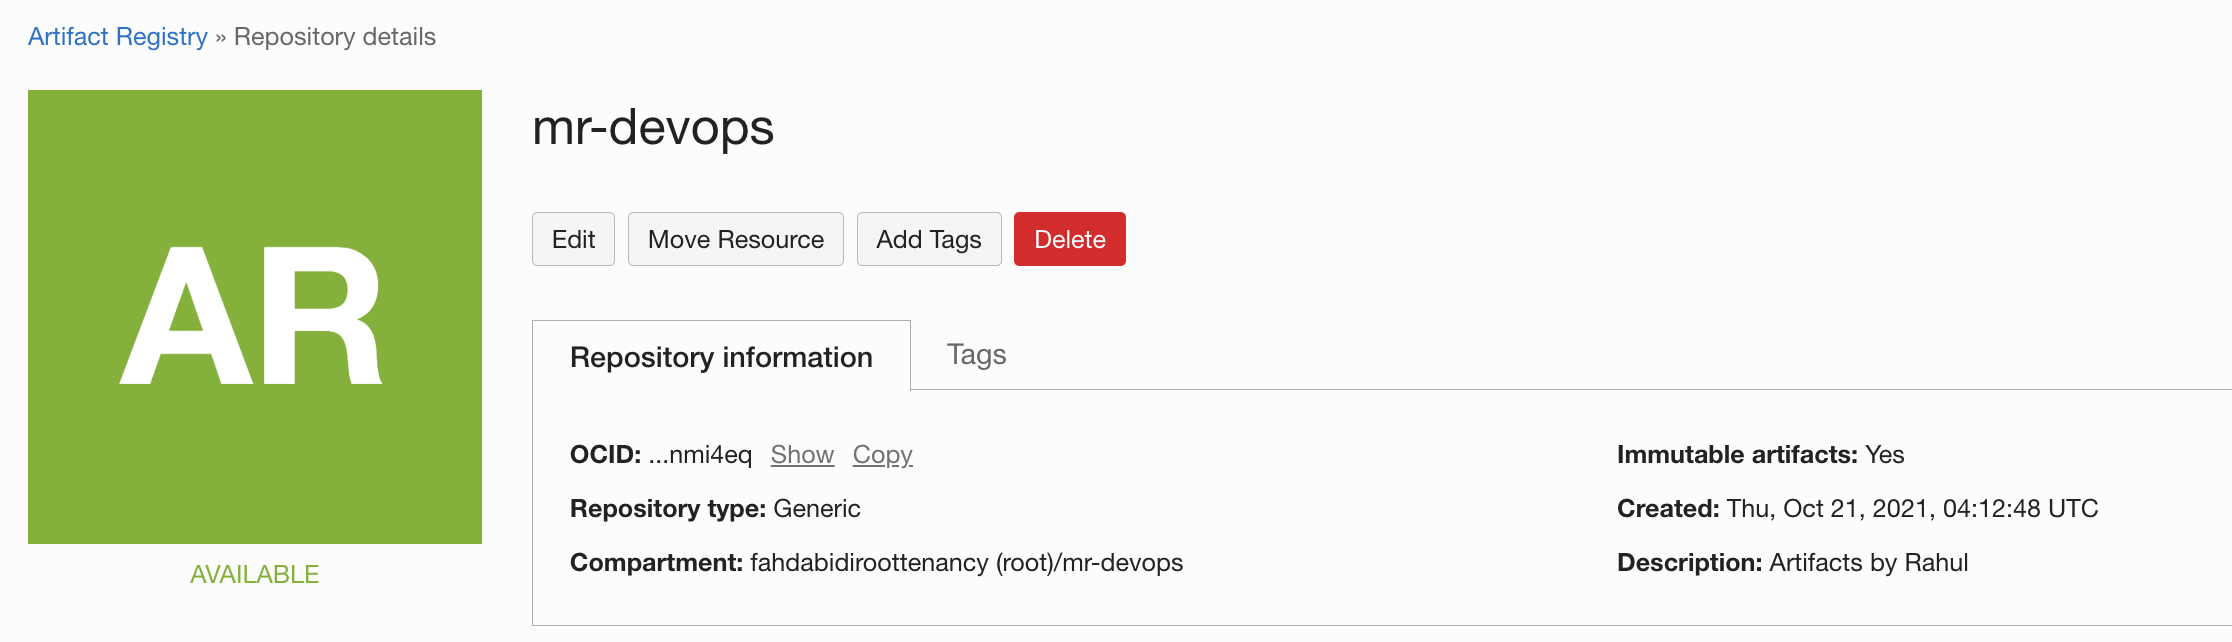 Artifact Registry » Repository details
AR
AVAILABLE
mr-devops
Edit Move Resource Add Tags Delete
Repository information Tags
OCID: ...nmi4eq Show Copy
Repository type: Generic
Compartment: fahdabidiroottenancy (root)/mr-devops
Immutable artifacts: Yes
Created: Thu, Oct 21, 2021, 04:12:48 UTC
Description: Artifacts by Rahul